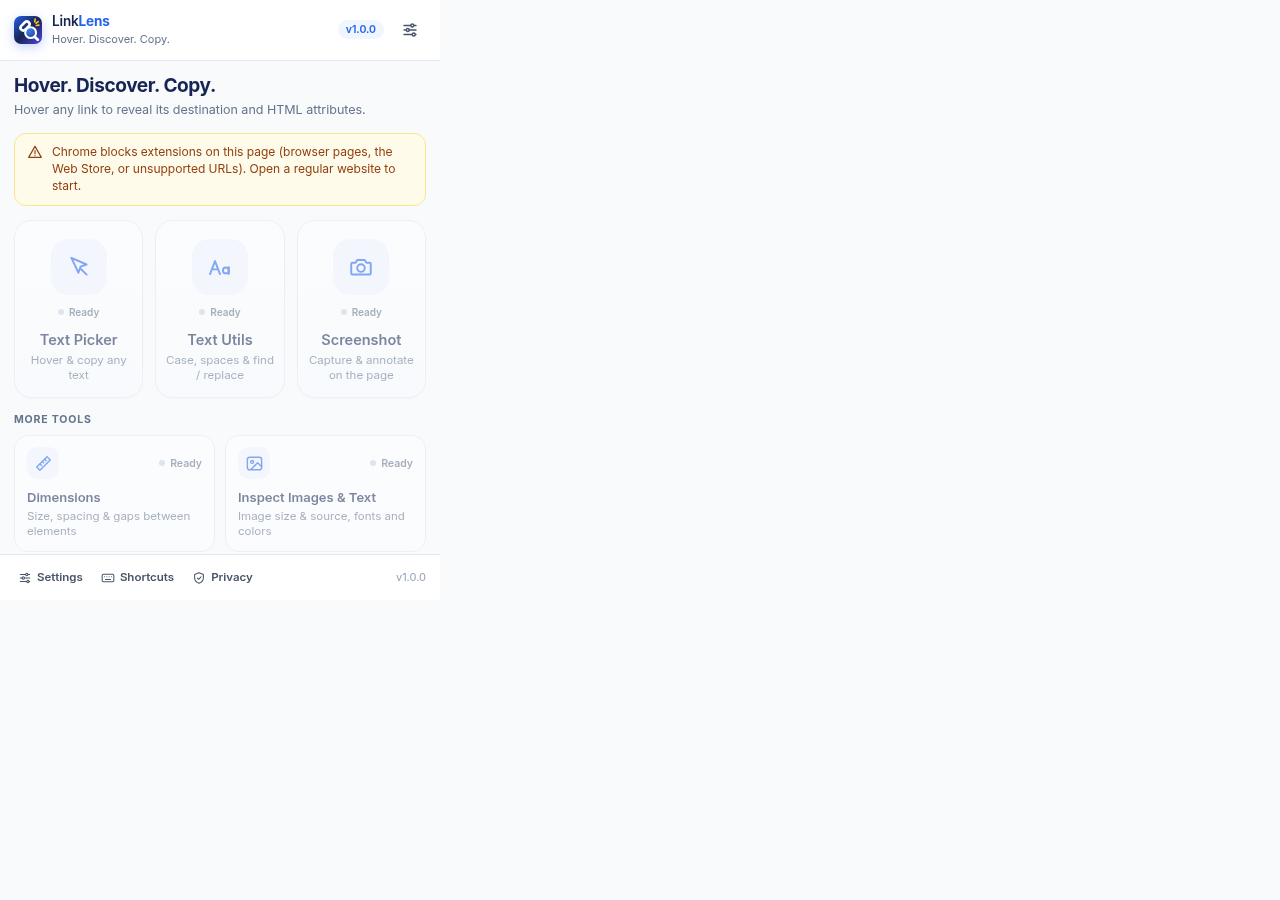 LinkLens
Hover. Discover. Copy.
v1.0.0
Hover. Discover. Copy.
Hover any link to reveal its destination and HTML attributes.
Chrome blocks extensions on this page (browser pages, the
Web Store, or unsupported URLs). Open a regular website to
start.
Ready
Text Picker
Hover & copy any
text
Ready
Aa
Text Utils
Case, spaces & find
/ replace
Ready
Screenshot
Capture & annotate
on the page
MORE TOOLS
Ready
Dimensions
Size, spacing & gaps between
elements
Ready
Inspect Images & Text
Image size & source, fonts and
colors
Settings
Shortcuts
Privacy
v1.0.0